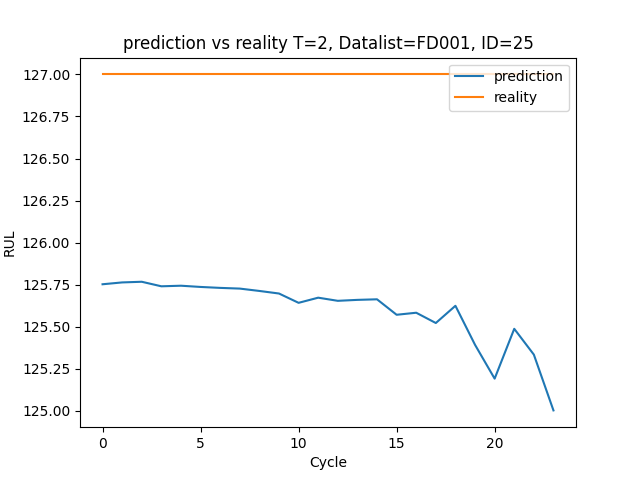 prediction vs reality T=2, Datalist=FD001, ID=25
127.00
126.75
126.50
126.25
126.00
125.75
125.50
125.25
125.00
RUL
prediction
reality
0
5
10
15
20
Cycle